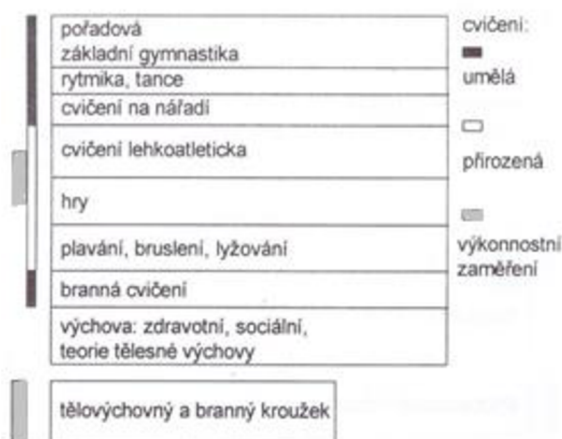 pořadová
základní gymnastika
rytmika, tance
cvičení na nářadí
cvičení lehkoatleticka
hry
plavání, bruslení, lyžování
branná cvičení
výchova: zdravotní, sociální,
teorie tělesné výchovy
tělovýchovný a branný kroužek
cvičení:
umělá
přirozená
výkonnostní
zaměření